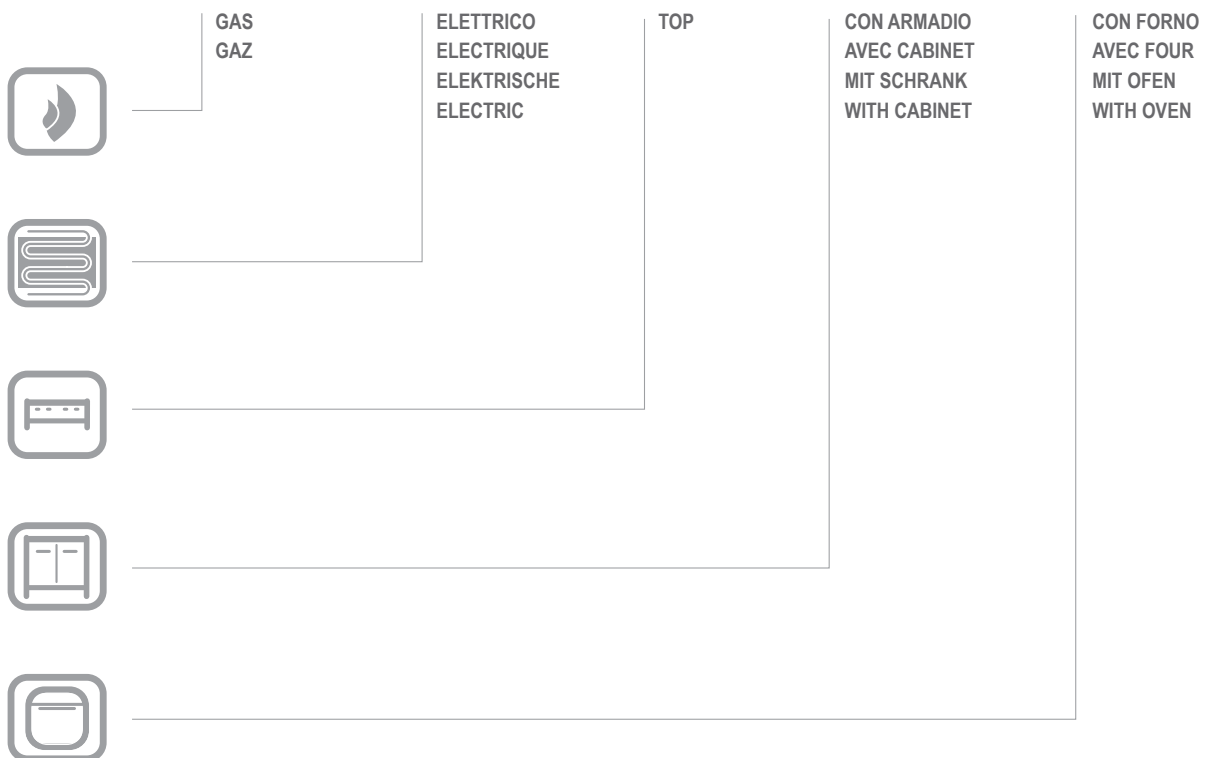 GAS
GAZ
ELETTRICO
ELECTRIQUE
ELEKTRISCHE
ELECTRIC
TOP
CON ARMADIO
AVEC CABINET
MIT SCHRANK
WITH CABINET
CON FORNO
AVEC FOUR
MIT OFEN
WITH OVEN